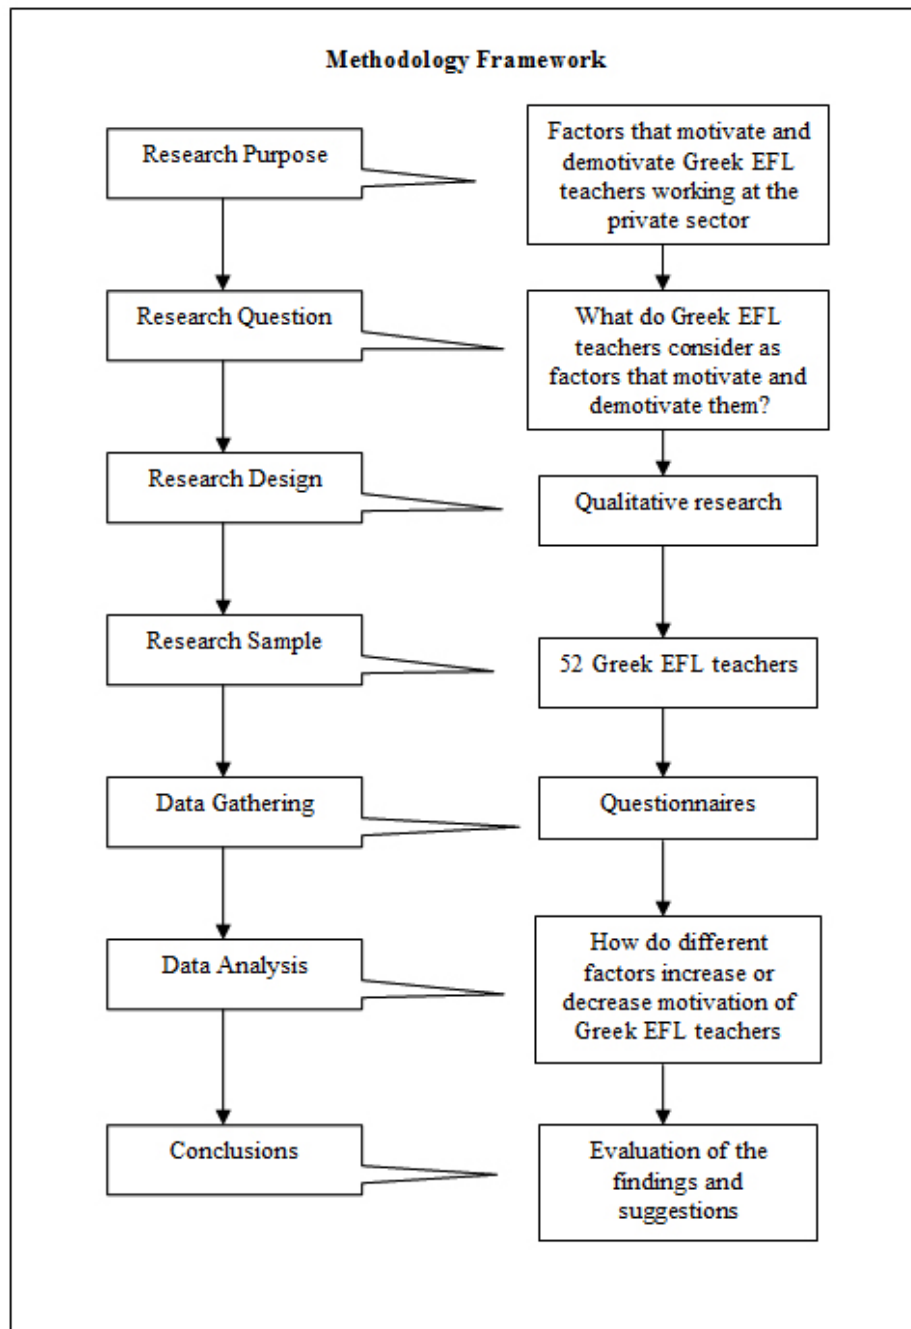 Methodology Framework
Research Purpose
Factors that motivate and
demotivate Greek EFL
teachers working at the
private sector
Research Question
What do Greek EFL
teachers consider as
factors that motivate and
demotivate them?
Research Design
Qualitative research
Research Sample
52 Greek EFL teachers
Data Gathering
Questionnaires
Data Analysis
How do different
factors increase or
decrease motivation of
Greek EFL teachers
Conclusions
Evaluation of the
findings and
suggestions